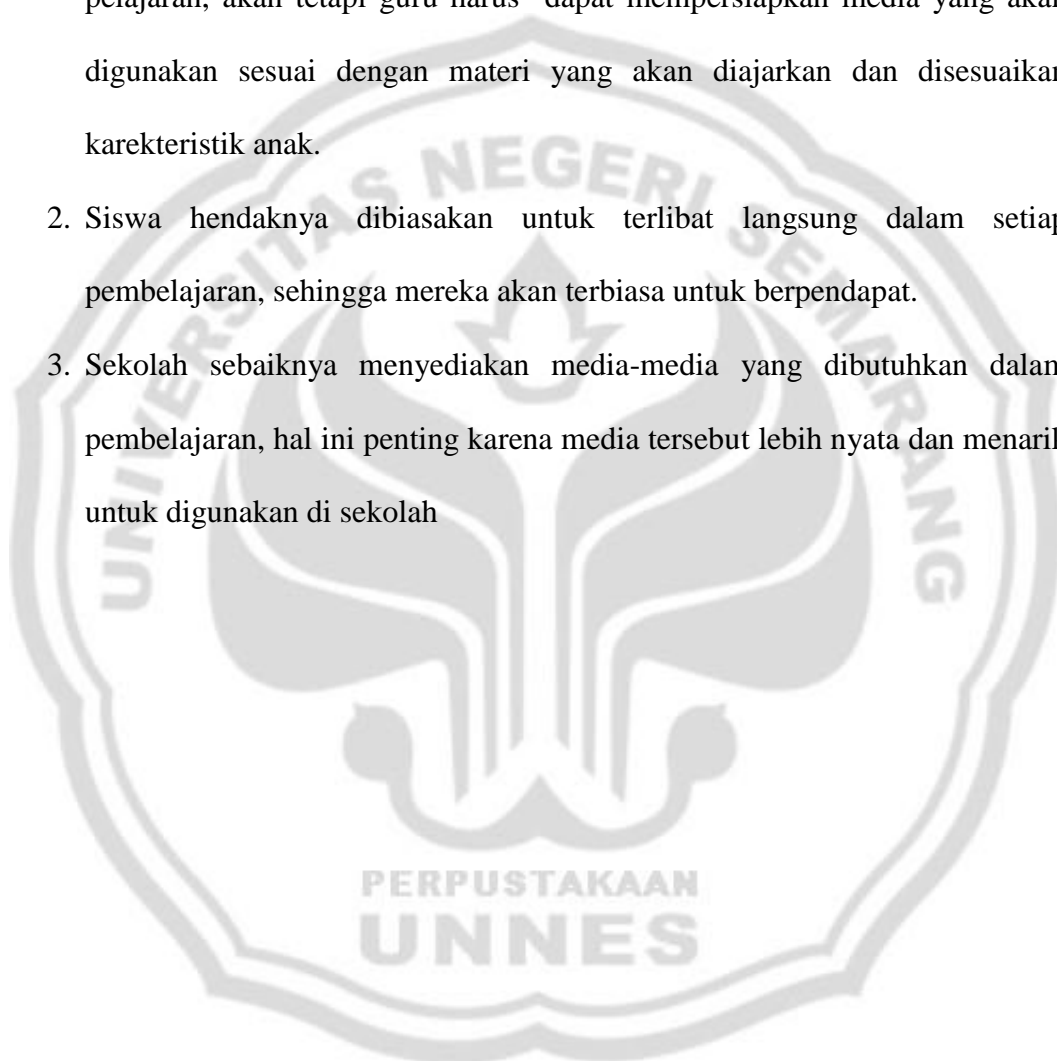 pelajaran, akan tetapi guru harus dapat mempersiapkan media yang akan
digunakan sesuai dengan materi yang akan diajarkan dan disesuaikan
karekteristik anak.
2. Siswa hendaknya dibiasakan untuk terlibat langsung dalam setiap
pembelajaran, sehingga mereka akan terbiasa untuk berpendapat.
3. Sekolah sebaiknya menyediakan media-media yang dibutuhkan dalam
pembelajaran, hal ini penting karena media tersebut lebih nyata dan menarik
untuk digunakan di sekolah
UNIVERSITAS NEGERI SEMARANG
PERPUSTAKAAN
UNNES